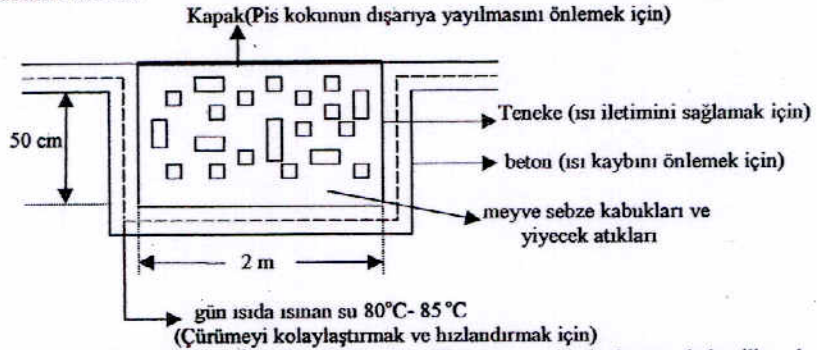 Kapak(Pis kokunun dışarıya yayılmasını önlemek için)
50 cm
Teneke (ısı iletimini sağlamak için)
beton (ısı kaybını önlemek için)
meyve sebze kabukları ve
yiyecek atıkları
2 m
gün ısıda ısınan su 80°C- 85 °C
(Çürümeyi kolaylaştırmak ve hızlandırmak için)